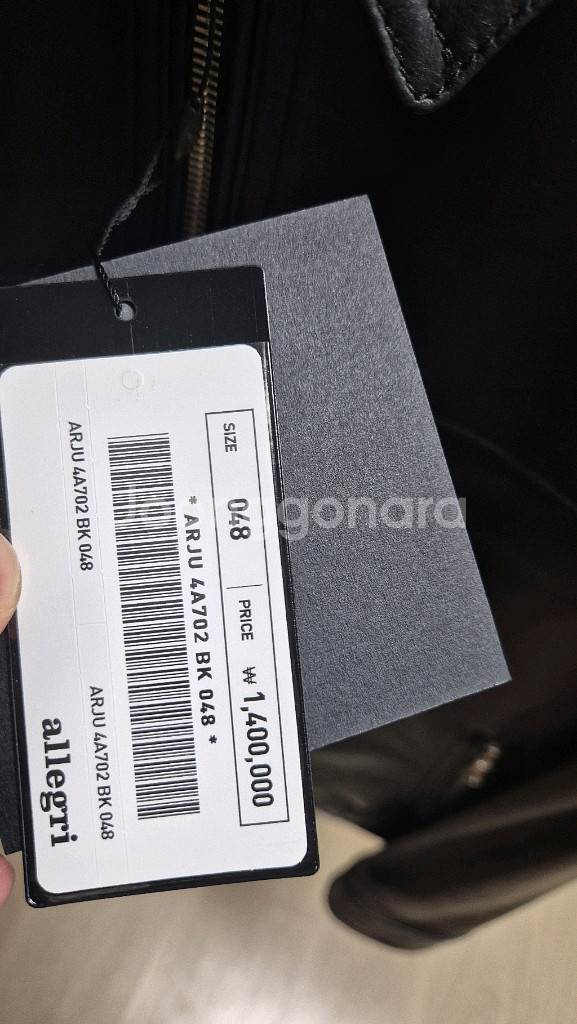 SIZE 048 PRICE ₩ 1,400,000
* ARJU 4A702 BK 048 *
ARJU 4A702 BK 048 ARJU 4A702 BK 048
allegri
Joonggonara